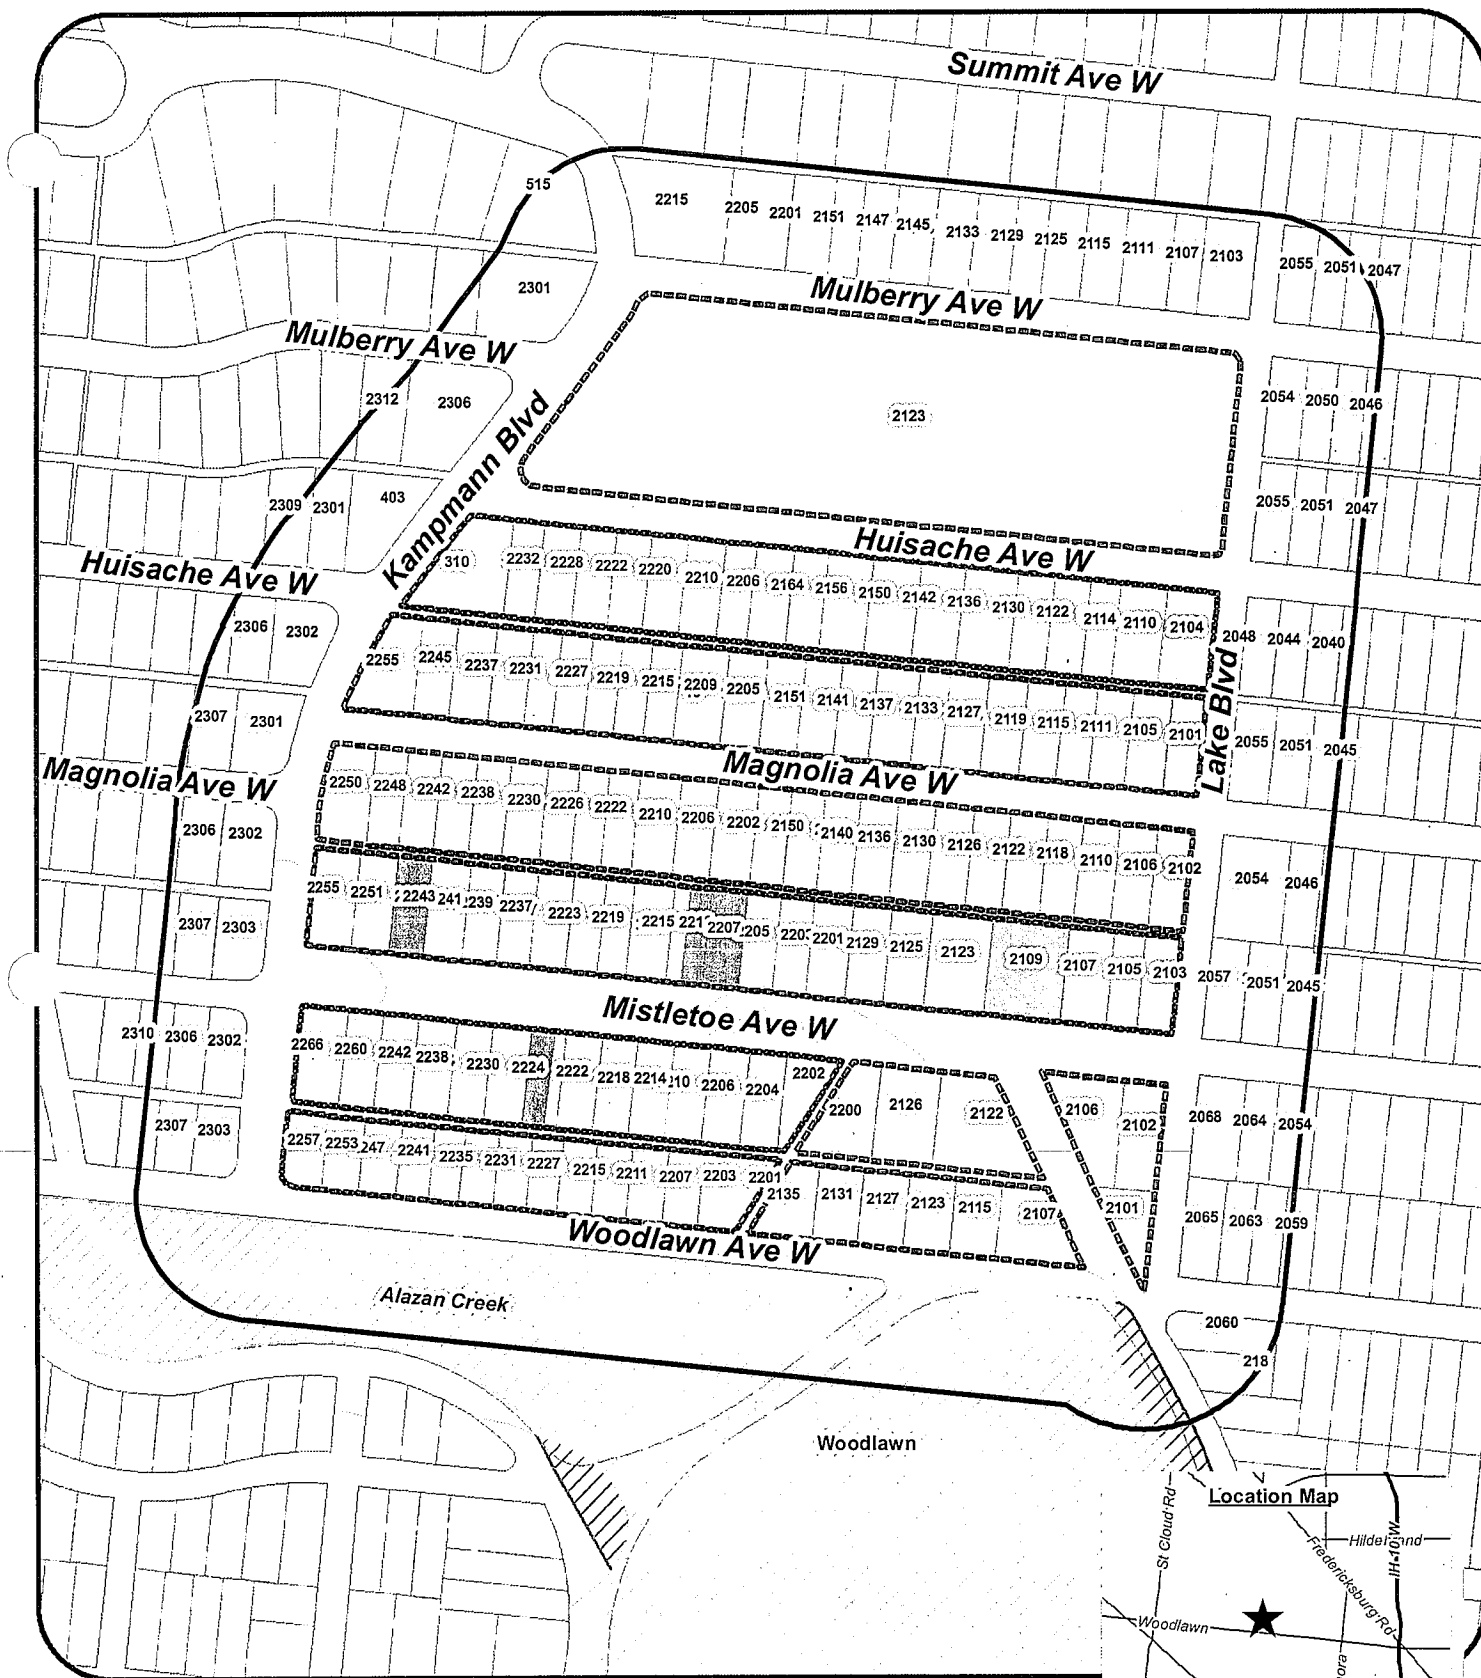 Summit Ave W
515
2215 2205 2201 2151 2147 2145 2133 2129 2125 2115 2111 2107 2103
2055 2051 2047
2301
Mulberry Ave W
Mulberry Ave W
2312 2306
Kampmann Blvd
2123
2054 2050 2046
2309 2301 403
2055 2051 2047
Huisache Ave W
Huisache Ave W
310 2232 2228 2222 2220 2210 2206 2164 2156 2150 2142 2136 2130 2122 2114 2110 2104
2306 2302
2048 2044 2040
2255 2245 2237 2231 2227 2219 2215 2209 2205 2151 2141 2137 2133 2127 2119 2115 2111 2105 2101
Lake Blvd
2307 2301
2055 2051 2045
Magnolia Ave W
Magnolia Ave W
2250 2248 2242 2238 2230 2226 2222 2210 2206 2202 2150 2140 2136 2130 2126 2122 2118 2110 2106 2102
2306 2302
2054 2046
2255 2251 2243 241 239 2237 2223 2219 2215 2207 205 2201 2129 2125 2123 2109 2107 2105 2103
2307 2303
2057 2051 2045
Mistletoe Ave W
2310 2306 2302
2266 2260 2242 2238 2230 2224 2222 2218 2214 10 2206 2204 2202
2200 2126 2122 2106 2102
2068 2064 2054
2307 2303
2257 2253 247 2241 2235 2231 2227 2215 2211 2207 2203 2201
2135 2131 2127 2123 2115 2107 2101
2065 2063 2059
Woodlawn Ave W
Alazan Creek
2060
218
Woodlawn
Location Map
St Cloud Rd
Fredericksburg Rd
IH-10 W
Woodlawn